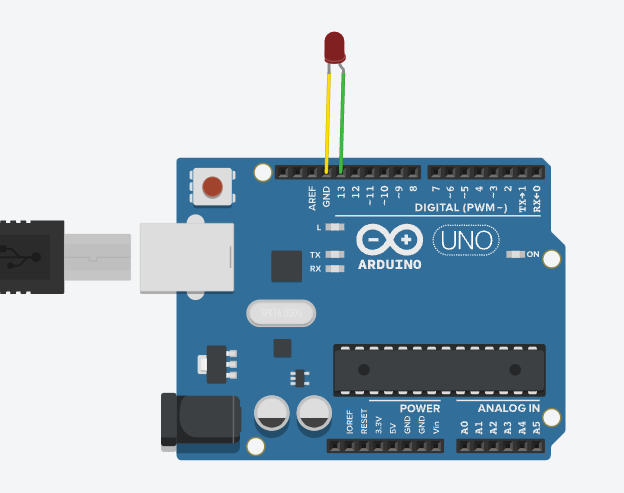 AREF
GND
13
12
~11
~10
~9
8
7
~6
~5
4
~3
2
TX→1
RX←0
DIGITAL (PWM~)
L
TX
RX
ARDUINO
UNO
ON
POWER
ANALOG IN
IOREF
RESET
3.3V
5V
GND
GND
Vin
A0
A1
A2
A3
A4
A5